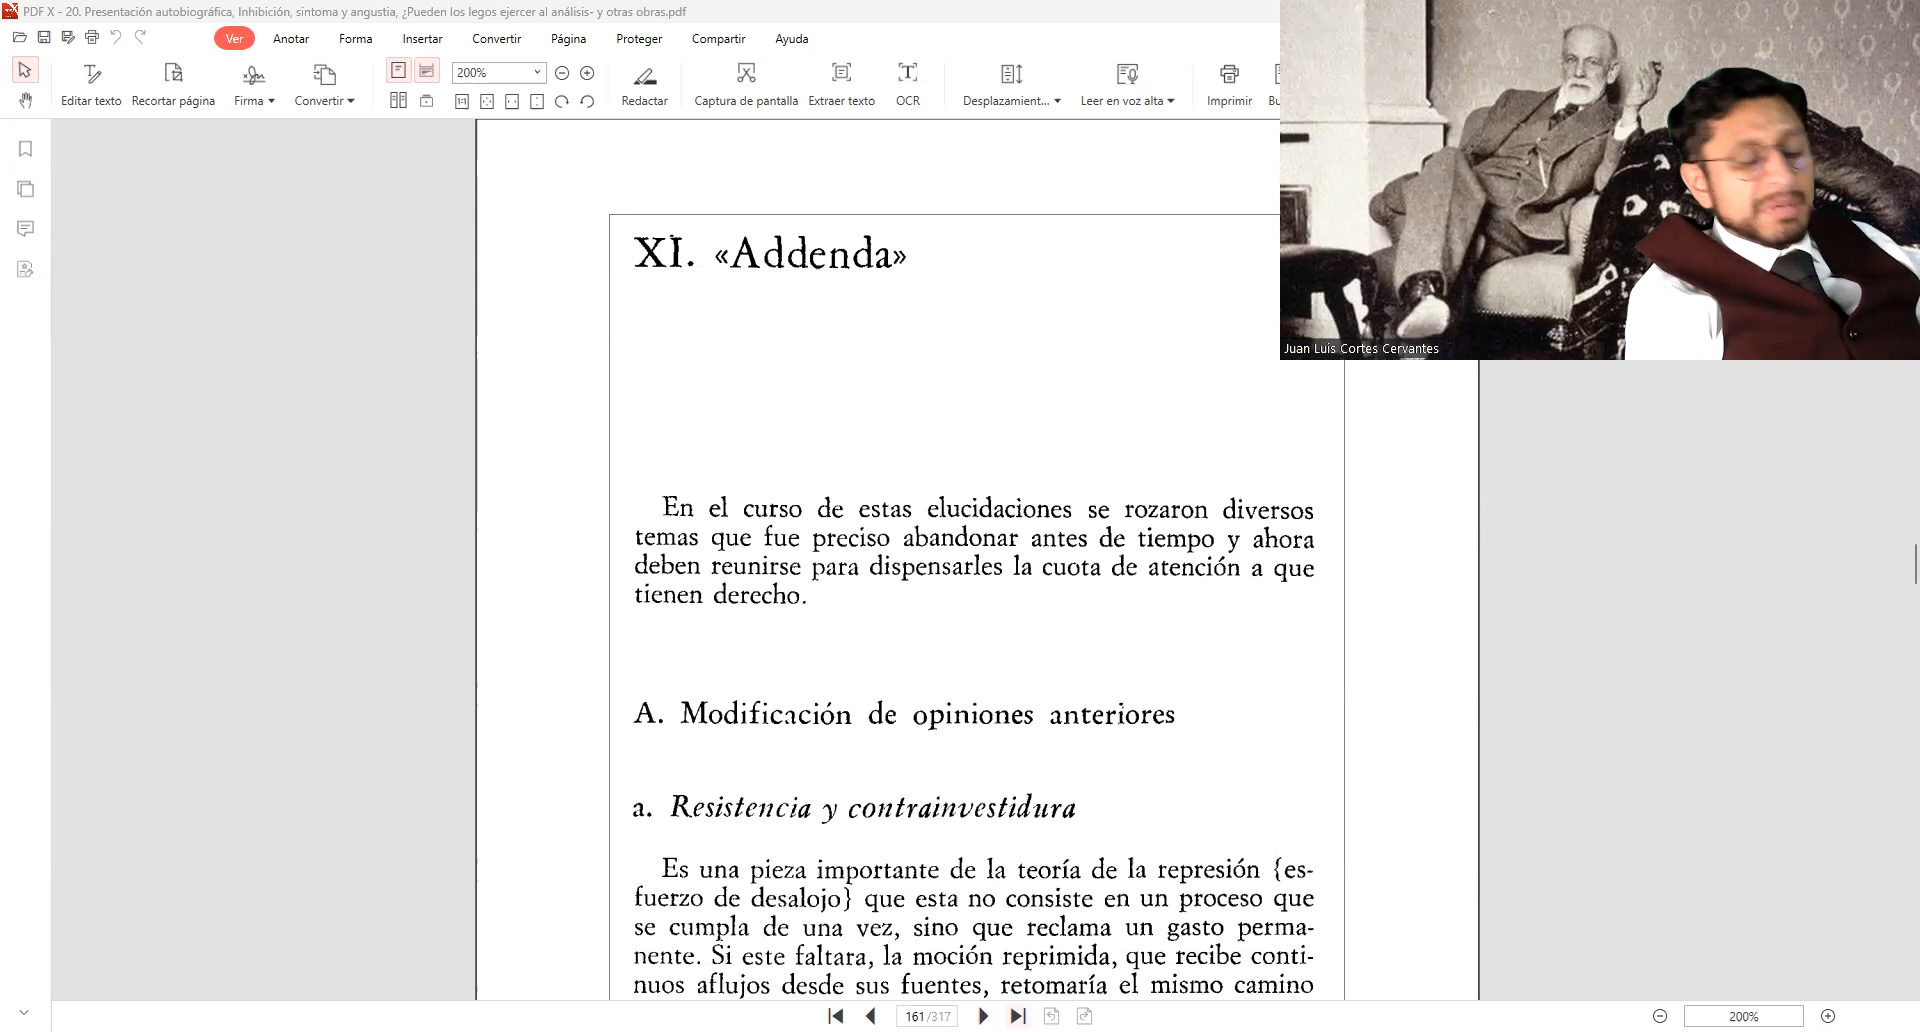 PDF X - 20. Presentación autobiográfica, Inhibición, síntoma y angustia, ¿Pueden los legos ejercer al análisis- y otras obras.pdf
Ver Anotar Forma Insertar Convertir Página Proteger Compartir Ayuda
200%
Editar texto Recortar página Firma Convertir Redactar Captura de pantalla Extraer texto OCR Desplazamient... Leer en voz alta Imprimir Bu
Juan Luis Cortes Cervantes
XI. «Addenda»
En el curso de estas elucidaciones se rozaron diversos
temas que fue preciso abandonar antes de tiempo y ahora
deben reunirse para dispensarles la cuota de atención a que
tienen derecho.
A. Modificación de opiniones anteriores
a. Resistencia y contrainvestidura
Es una pieza importante de la teoría de la represión {es-
fuerzo de desalojo} que esta no consiste en un proceso que
se cumpla de una vez, sino que reclama un gasto perma-
nente. Si este faltara, la moción reprimida, que recibe conti-
nuos aflujos desde sus fuentes, retomaría el mismo camino
161/317
200%